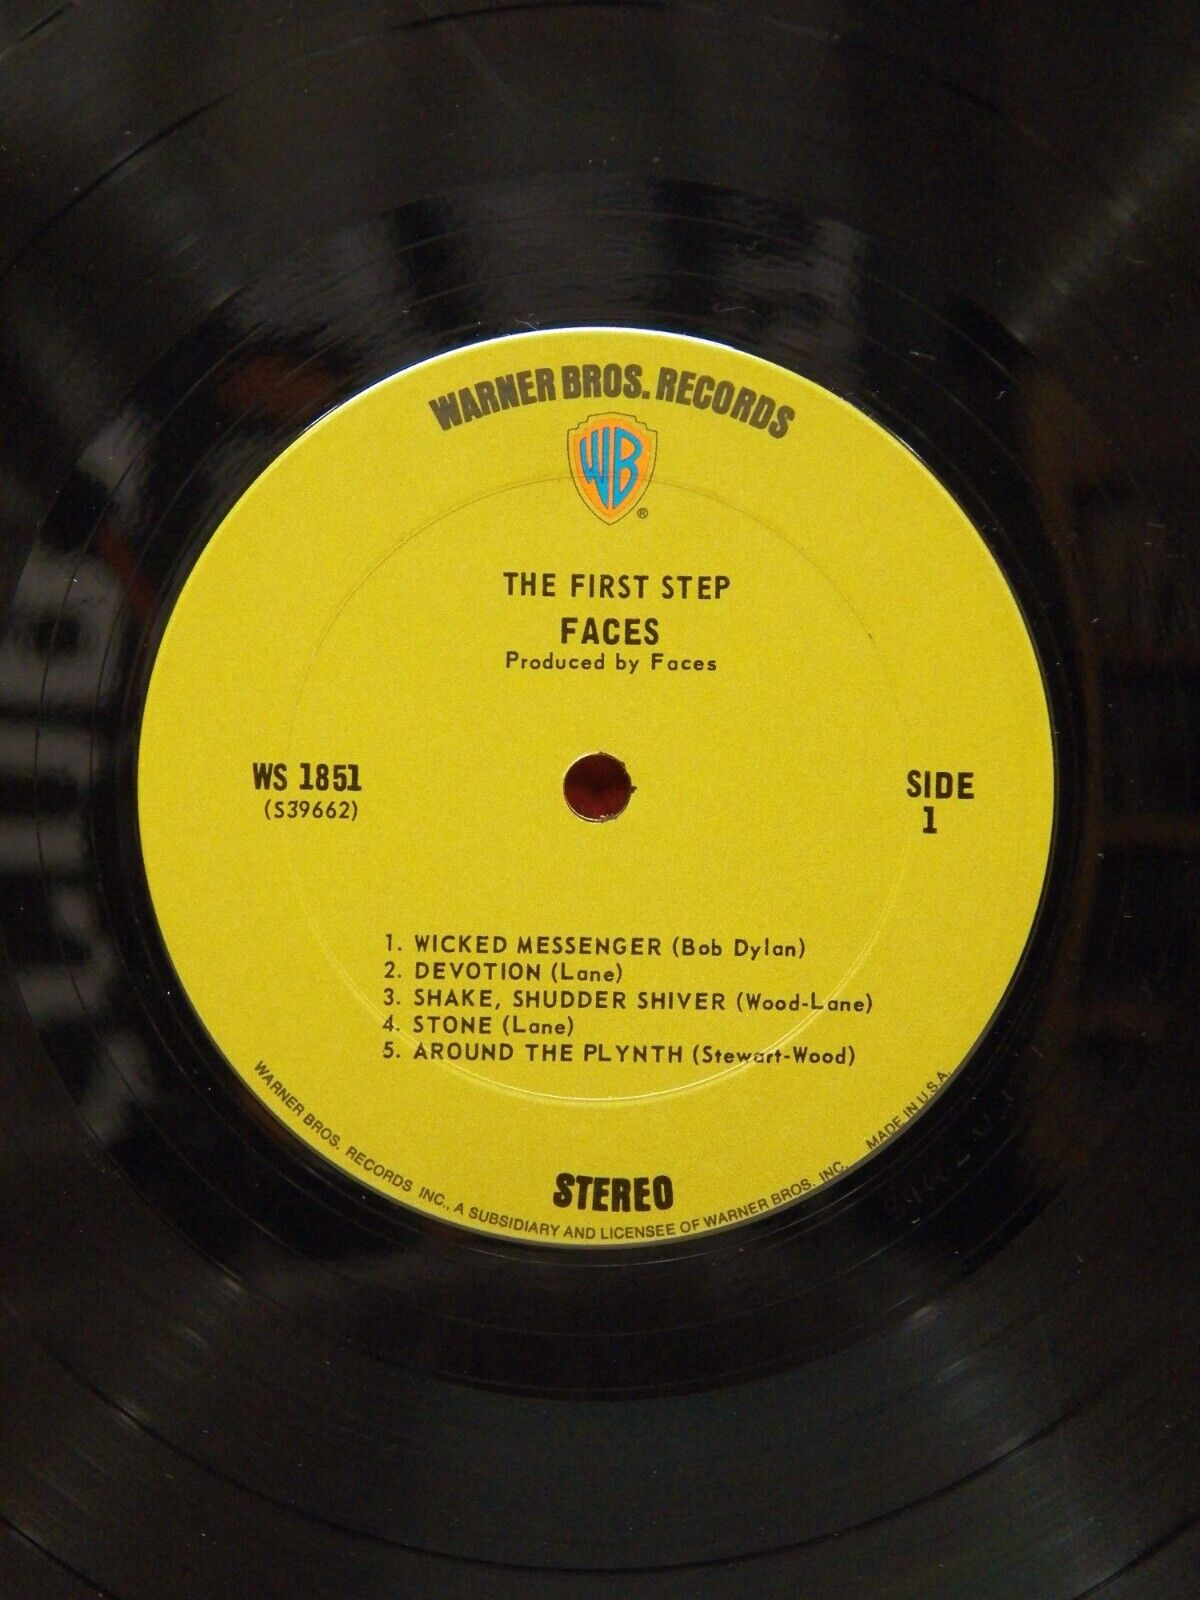 WARNER BROS. RECORDS
WB
®
THE FIRST STEP
FACES
Produced by Faces
WS 1851
(S39662)
SIDE
1
1. WICKED MESSENGER (Bob Dylan)
2. DEVOTION (Lane)
3. SHAKE, SHUDDER SHIVER (Wood-Lane)
4. STONE (Lane)
5. AROUND THE PLYNTH (Stewart-Wood)
STEREO
WARNER BROS. RECORDS INC., A SUBSIDIARY AND LICENSEE OF WARNER BROS. INC. MADE IN U.S.A.